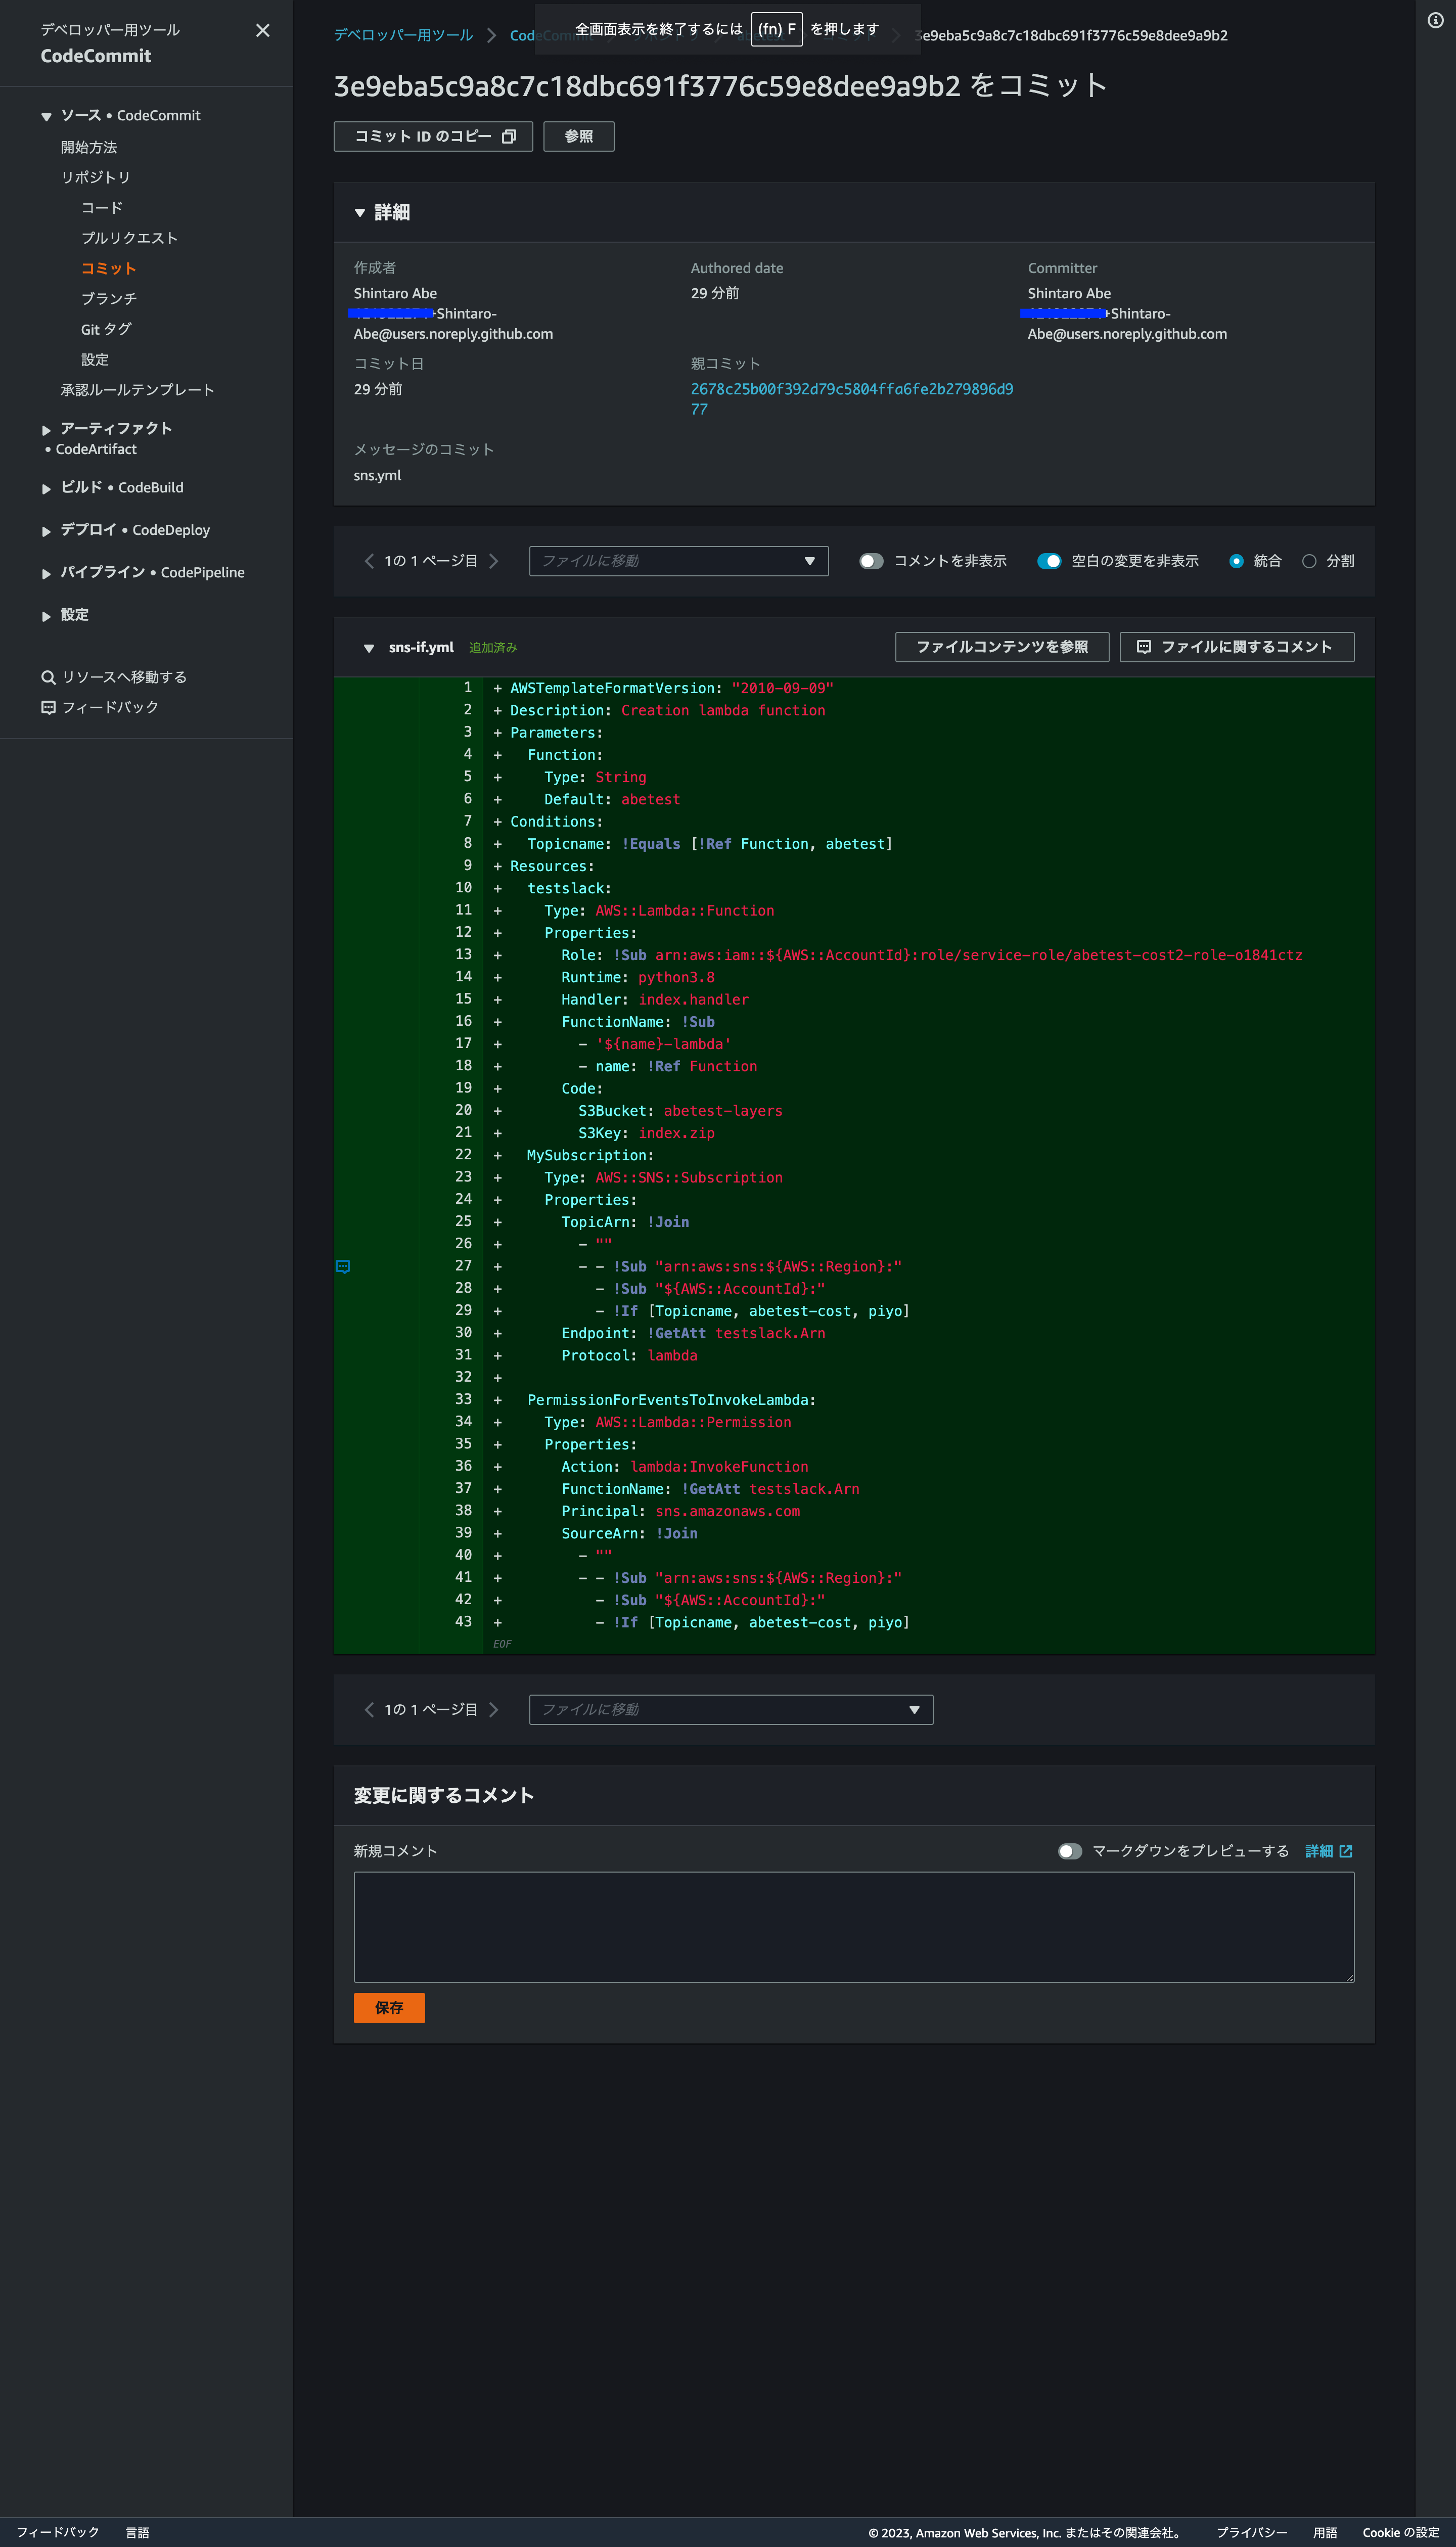 デベロッパー用ツール
CodeCommit
ソース • CodeCommit
開始方法
リポジトリ
コード
プルリクエスト
コミット
ブランチ
Git タグ
設定
承認ルールテンプレート
アーティファクト
• CodeArtifact
ビルド • CodeBuild
デプロイ • CodeDeploy
パイプライン • CodePipeline
設定
リソースへ移動する
フィードバック
デベロッパー用ツール
全画面表示を終了するには (fn) F を押します
3e9eba5c9a8c7c18dbc691f3776c59e8dee9a9b2
3e9eba5c9a8c7c18dbc691f3776c59e8dee9a9b2 をコミット
コミット ID のコピー 参照
詳細
作成者 Authored date Committer
Shintaro Abe 29 分前 Shintaro Abe
+Shintaro- +Shintaro-
Abe@users.noreply.github.com Abe@users.noreply.github.com
コミット日 親コミット
29 分前 2678c25b00f392d79c5804ffa6fe2b279896d9
77
メッセージのコミット
sns.yml
1の 1 ページ目 ファイルに移動 コメントを非表示 空白の変更を非表示 統合 分割
sns-if.yml 追加済み ファイルコンテンツを参照 ファイルに関するコメント
1 + AWSTemplateFormatVersion: "2010-09-09"
2 + Description: Creation lambda function
3 + Parameters:
4 +   Function:
5 +     Type: String
6 +     Default: abetest
7 + Conditions:
8 +   Topicname: !Equals [!Ref Function, abetest]
9 + Resources:
10 +   testslack:
11 +     Type: AWS::Lambda::Function
12 +     Properties:
13 +       Role: !Sub arn:aws:iam::${AWS::AccountId}:role/service-role/abetest-cost2-role-o1841ctz
14 +       Runtime: python3.8
15 +       Handler: index.handler
16 +       FunctionName: !Sub
17 +         - '${name}-lambda'
18 +         - name: !Ref Function
19 +       Code:
20 +         S3Bucket: abetest-layers
21 +         S3Key: index.zip
22 +   MySubscription:
23 +     Type: AWS::SNS::Subscription
24 +     Properties:
25 +       TopicArn: !Join
26 +         - ""
27 +         - - !Sub "arn:aws:sns:${AWS::Region}:"
28 +           - !Sub "${AWS::AccountId}:"
29 +           - !If [Topicname, abetest-cost, piyo]
30 +       Endpoint: !GetAtt testslack.Arn
31 +       Protocol: lambda
32 +
33 +   PermissionForEventsToInvokeLambda:
34 +     Type: AWS::Lambda::Permission
35 +     Properties:
36 +       Action: lambda:InvokeFunction
37 +       FunctionName: !GetAtt testslack.Arn
38 +       Principal: sns.amazonaws.com
39 +       SourceArn: !Join
40 +         - ""
41 +         - - !Sub "arn:aws:sns:${AWS::Region}:"
42 +           - !Sub "${AWS::AccountId}:"
43 +           - !If [Topicname, abetest-cost, piyo]
EOF
1の 1 ページ目 ファイルに移動
変更に関するコメント
新規コメント マークダウンをプレビューする 詳細
保存
フィードバック 言語 © 2023, Amazon Web Services, Inc. またはその関連会社。 プライバシー 用語 Cookie の設定